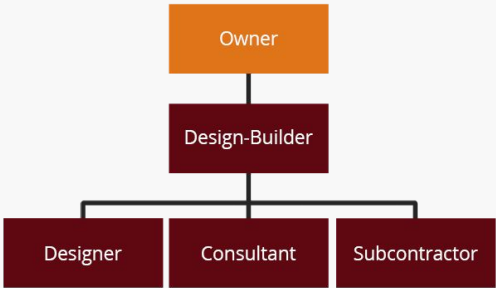 Owner
Design-Builder
Designer
Consultant
Subcontractor